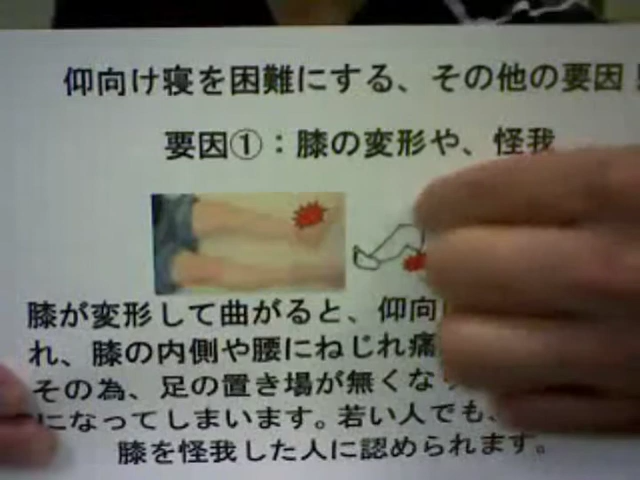 仰向け寝を困難にする、その他の要因
要因①：膝の変形や、怪我
膝が変形して曲がると、仰向
れ、膝の内側や腰にねじれ痛
その為、足の置き場が無くな
になってしまいます。若い人でも、
膝を怪我した人に認められます。